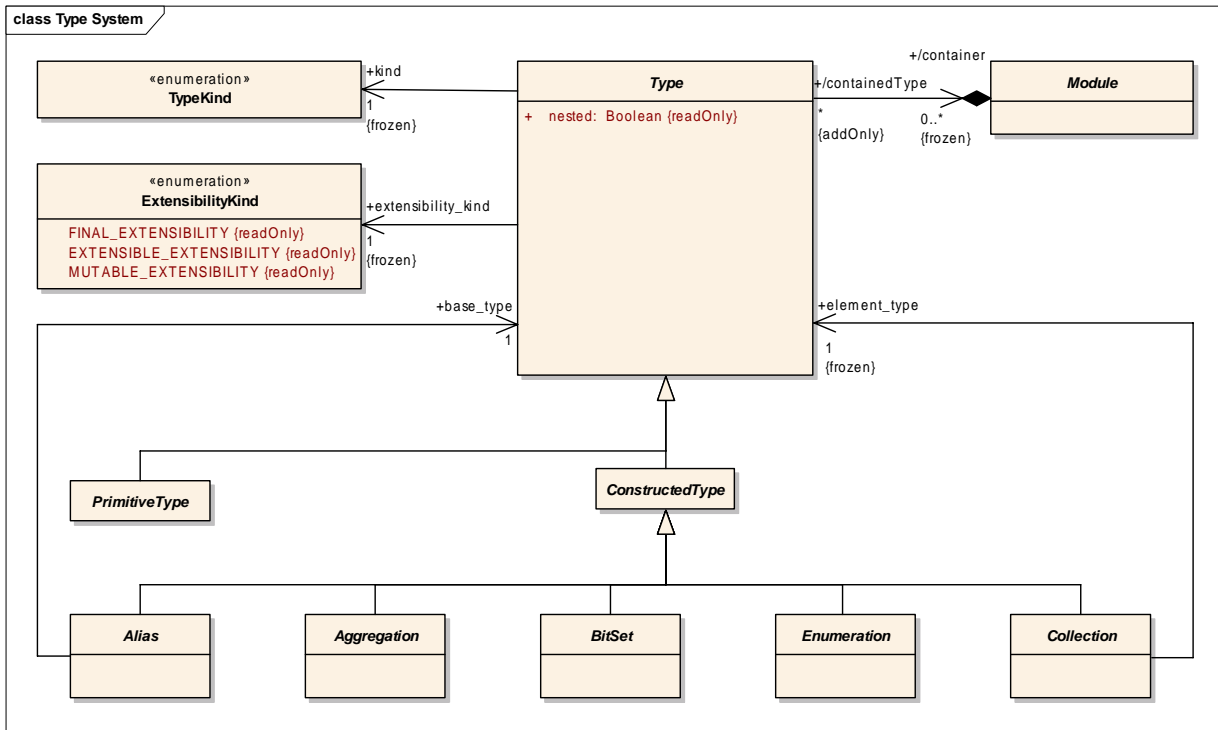 class Type System
«enumeration»
TypeKind
+kind
1
{frozen}
Type
+ nested: Boolean {readOnly}
+/containedType
*
{addOnly}
+/container
0..*
{frozen}
Module
«enumeration»
ExtensibilityKind
FINAL_EXTENSIBILITY {readOnly}
EXTENSIBLE_EXTENSIBILITY {readOnly}
MUTABLE_EXTENSIBILITY {readOnly}
+extensibility_kind
1
{frozen}
+base_type
1
+element_type
1
{frozen}
PrimitiveType
ConstructedType
Alias
Aggregation
BitSet
Enumeration
Collection